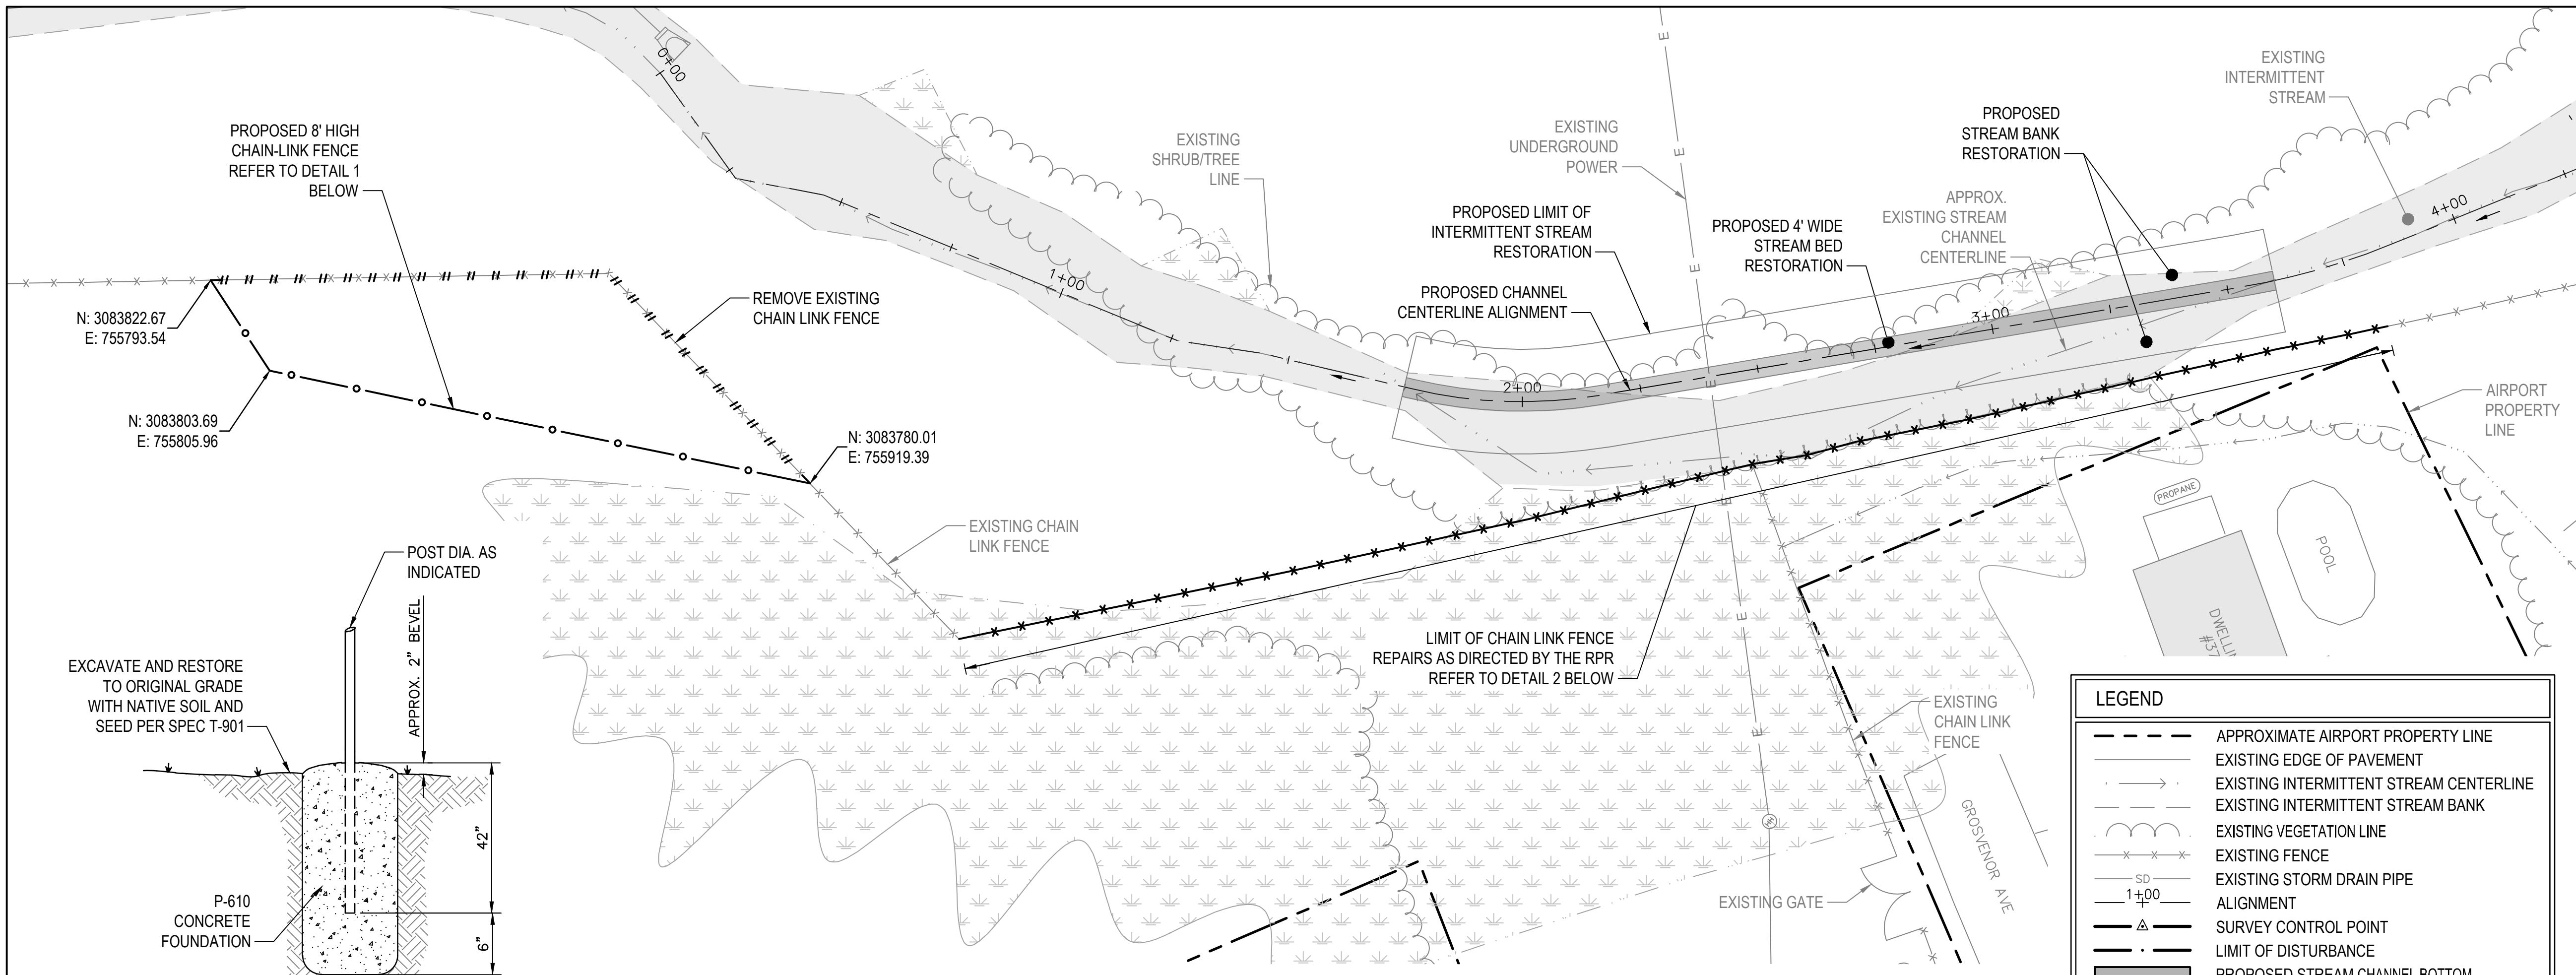 0+00
PROPOSED 8' HIGH
CHAIN-LINK FENCE
REFER TO DETAIL 1
BELOW
EXISTING
SHRUB/TREE
LINE
EXISTING
UNDERGROUND
POWER
E
E
E
E
E
E
E
E
PROPOSED
STREAM BANK
RESTORATION
EXISTING
INTERMITTENT
STREAM
APPROX.
EXISTING STREAM
CHANNEL
CENTERLINE
4+00
PROPOSED LIMIT OF
INTERMITTENT STREAM
RESTORATION
PROPOSED 4' WIDE
STREAM BED
RESTORATION
PROPOSED CHANNEL
CENTERLINE ALIGNMENT
1+00
2+00
3+00
N: 3083822.67
E: 755793.54
REMOVE EXISTING
CHAIN LINK FENCE
N: 3083803.69
E: 755805.96
N: 3083780.01
E: 755919.39
AIRPORT
PROPERTY
LINE
PROPANE
POOL
#37
EXISTING CHAIN
LINK FENCE
LIMIT OF CHAIN LINK FENCE
REPAIRS AS DIRECTED BY THE RPR
REFER TO DETAIL 2 BELOW
EXISTING
CHAIN LINK
FENCE
GROSVENOR AVE
HH
EXISTING GATE
POST DIA. AS
INDICATED
APPROX. 2" BEVEL
EXCAVATE AND RESTORE
TO ORIGINAL GRADE
WITH NATIVE SOIL AND
SEED PER SPEC T-901
42"
6"
P-610
CONCRETE
FOUNDATION
LEGEND
APPROXIMATE AIRPORT PROPERTY LINE
EXISTING EDGE OF PAVEMENT
EXISTING INTERMITTENT STREAM CENTERLINE
EXISTING INTERMITTENT STREAM BANK
EXISTING VEGETATION LINE
EXISTING FENCE
SD EXISTING STORM DRAIN PIPE
1+00 ALIGNMENT
SURVEY CONTROL POINT
LIMIT OF DISTURBANCE
PROPOSED STREAM CHANNEL BOTTOM